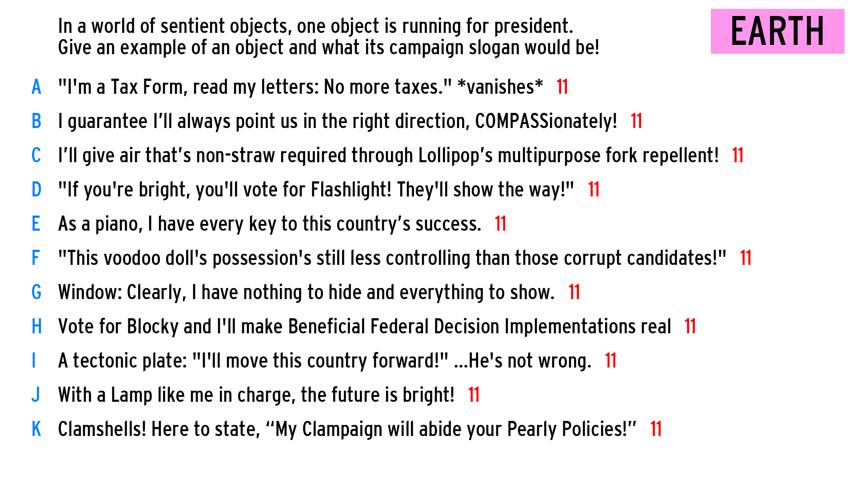 In a world of sentient objects, one object is running for president.
EARTH
Give an example of an object and what its campaign slogan would be!
A "I'm a Tax Form, read my letters: No more taxes." *vanishes* 11
B I guarantee I'll always point us in the right direction, COMPASSionately! 11
C I’ll give air that’s non-straw required through Lollipop’s multipurpose fork repellent! 11
D "If you're bright, you'll vote for Flashlight! They'll show the way!" 11
E As a piano, I have every key to this country’s success. 11
F "This voodoo doll's possession's still less controlling than those corrupt candidates!" 11
G Window: Clearly, I have nothing to hide and everything to show. 11
H Vote for Blocky and I'll make Beneficial Federal Decision Implementations real 11
I A tectonic plate: "I'll move this country forward!" ...He's not wrong. 11
J With a Lamp like me in charge, the future is bright! 11
K Clamshells! Here to state, “My Clampaign will abide your Pearly Policies!” 11